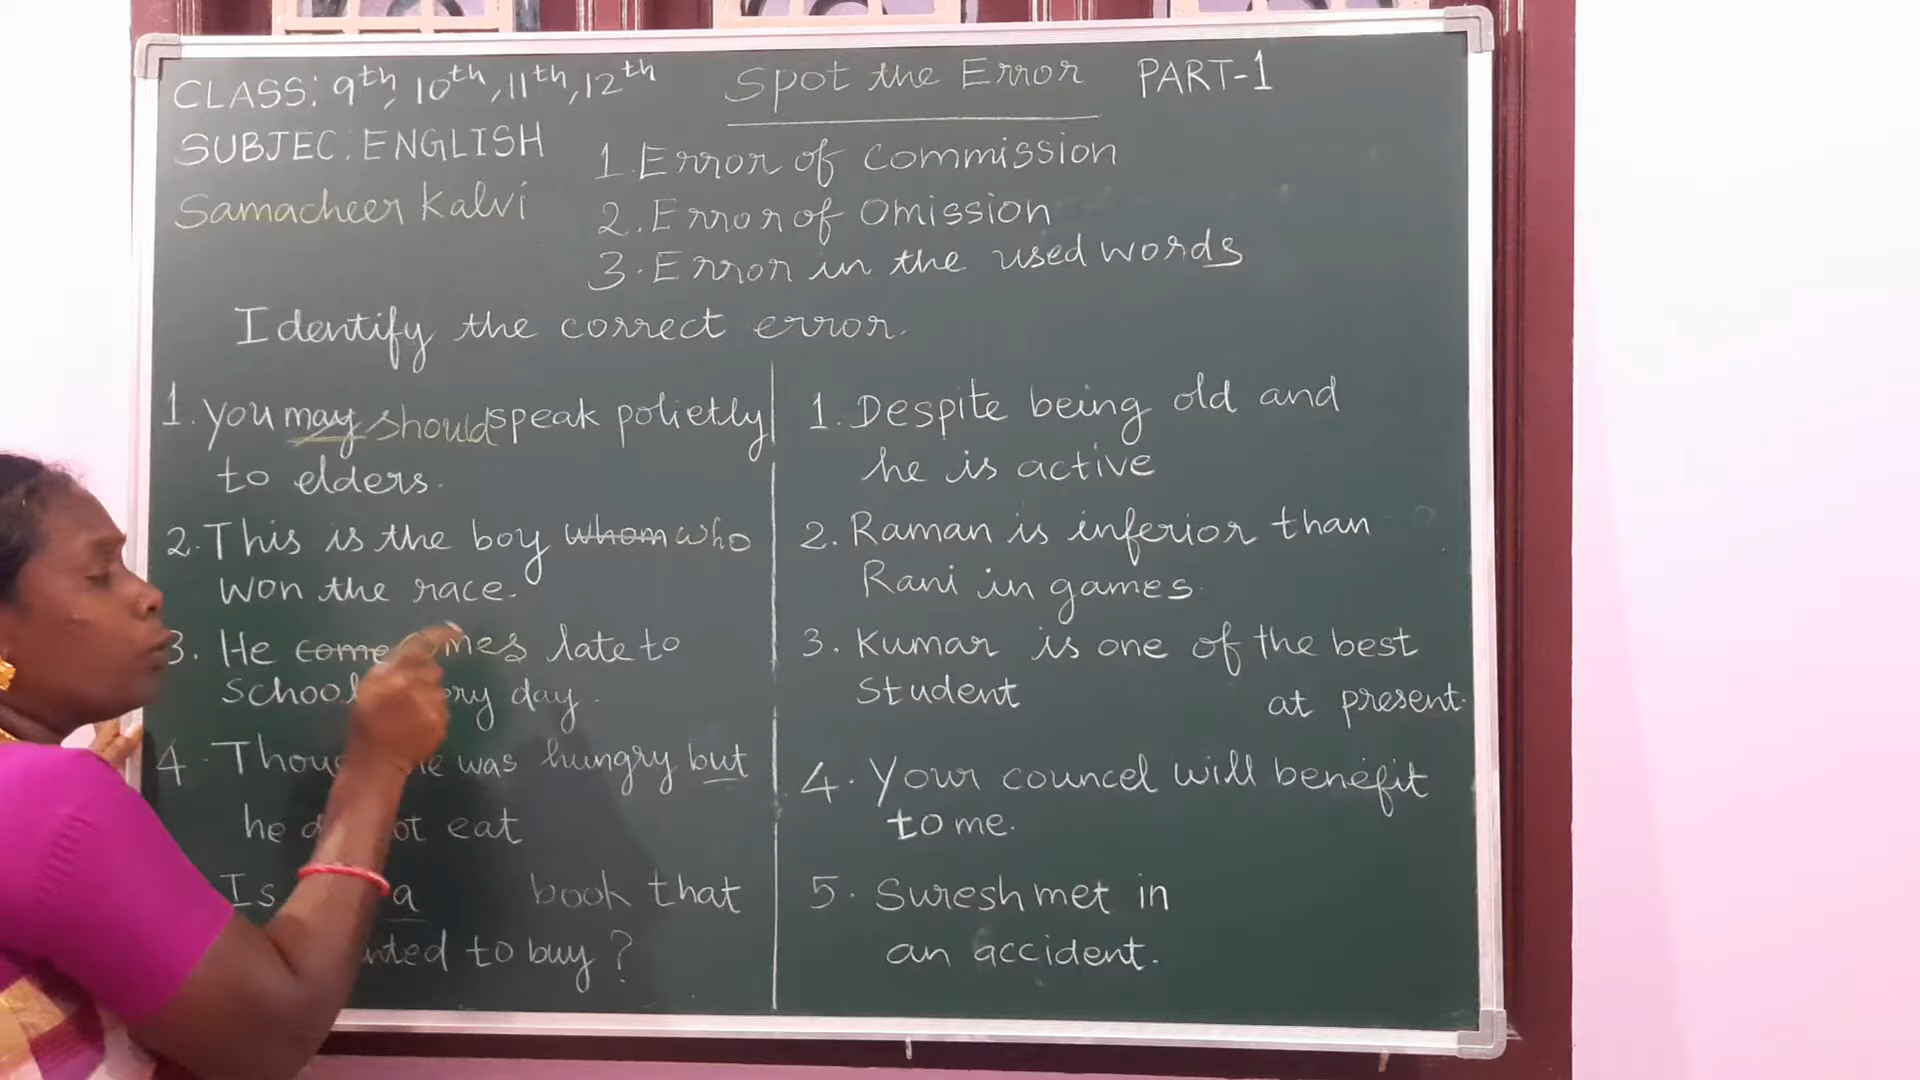 CLASS: 9th, 10th, 11th, 12th
Spot the Error PART-1
SUBJEC: ENGLISH
Samacheer Kalvi
1. Error of Commission
2. Error of Omission
3. Error in the used words
Identify the correct error.
1. You may should speak polietly
to elders.
2. This is the boy whom who
won the race.
3. He come late to
School day.
4. was hungry but
he eat
Is a book that
to buy?
1. Despite being old and
he is active
2. Raman is inferior than
Rani in games.
3. Kumar is one of the best
Student at present.
4. Your councel will benefit
to me.
5. Suresh met in
an accident.